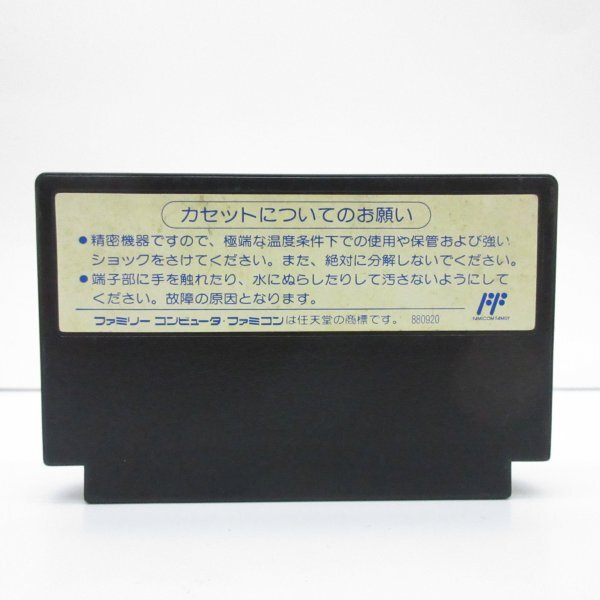 カセットについてのお願い
●精密機器ですので、極端な温度条件下での使用や保管および強い
ショックをさけてください。また、絶対に分解しないでください。
●端子部に手を触れたり、水にぬらしたりして汚さないようにして
ください。故障の原因となります。
ファミリー コンピュータ・ファミコンは任天堂の商標です。 880920